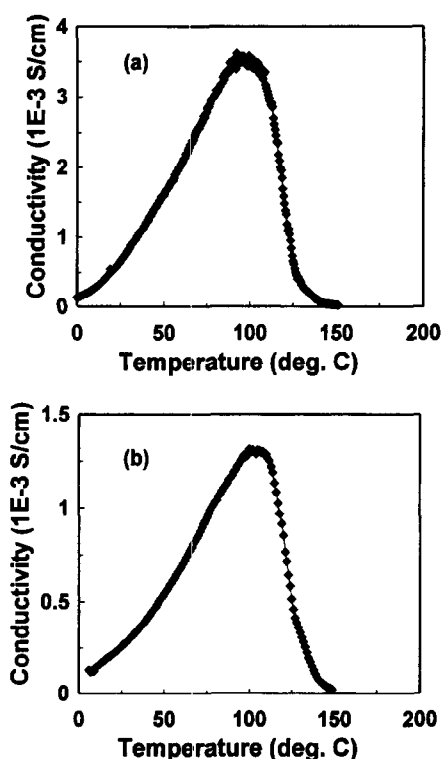 4
(a)
3
2
1
0
Conductivity (1E-3 S/cm)
0 50 100 150 200
Temperature (deg. C)
1.5
(b)
1
0.5
0
Conductivity (1E-3 S/cm)
0 50 100 150 200
Temperature (deg. C)